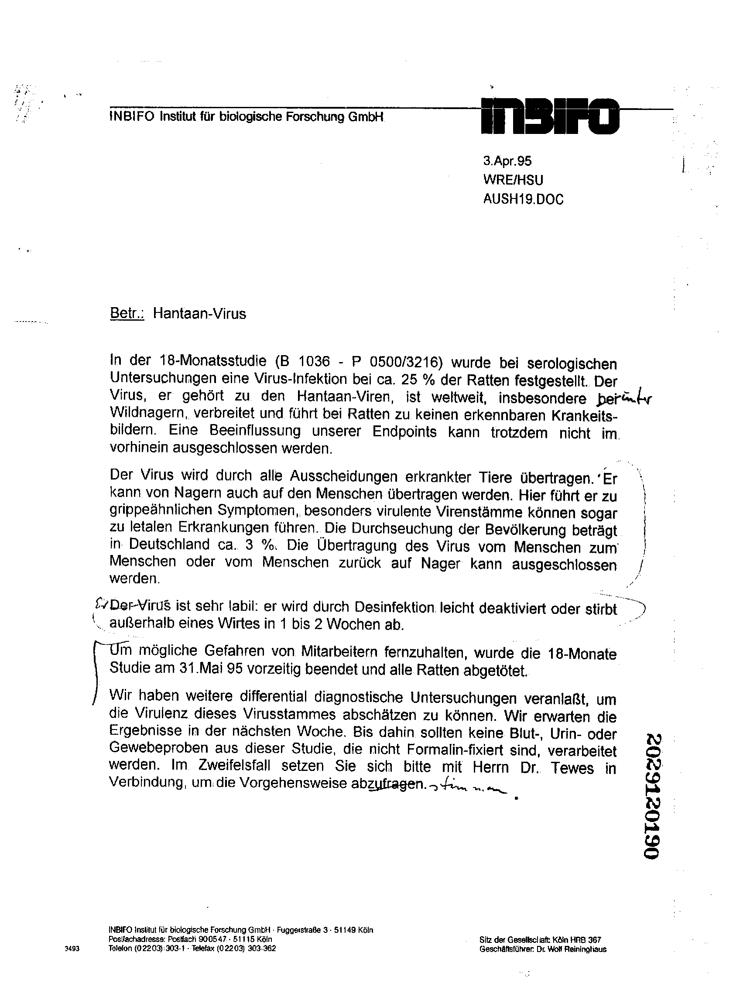 INBIFO Institut für biologische Forschung GmbH
INBIFO
3.Apr.95
WRE/HSU
AUSH19.DOC
Betr.: Hantaan-Virus
In der 18-Monatsstudie (B 1036 - P 0500/3216) wurde bei serologischen
Untersuchungen eine Virus-Infektion bei ca. 25 % der Ratten festgestellt. Der
Virus, er gehört zu den Hantaan-Viren, ist weltweit, insbesondere bei
Wildnagern, verbreitet und führt bei Ratten zu keinen erkennbaren Krankeits-
bildern. Eine Beeinflussung unserer Endpoints kann trotzdem nicht im
vorhinein ausgeschlossen werden.
Der Virus wird durch alle Ausscheidungen erkrankter Tiere übertragen. Er
kann von Nagern auch auf den Menschen übertragen werden. Hier führt er zu
grippeähnlichen Symptomen, besonders virulente Virenstämme können sogar
zu letalen Erkrankungen führen. Die Durchseuchung der Bevölkerung beträgt
in Deutschland ca. 3 %. Die Übertragung des Virus vom Menschen zum
Menschen oder vom Menschen zurück auf Nager kann ausgeschlossen
werden.
Der Virus ist sehr labil: er wird durch Desinfektion leicht deaktiviert oder stirbt
außerhalb eines Wirtes in 1 bis 2 Wochen ab.
Um mögliche Gefahren von Mitarbeitern fernzuhalten, wurde die 18-Monate
Studie am 31.Mai 95 vorzeitig beendet und alle Ratten abgetötet.
Wir haben weitere differential diagnostische Untersuchungen veranlaßt, um
die Virulenz dieses Virusstammes abschätzen zu können. Wir erwarten die
Ergebnisse in der nächsten Woche. Bis dahin sollten keine Blut-, Urin- oder
Gewebeproben aus dieser Studie, die nicht Formalin-fixiert sind, verarbeitet
werden. Im Zweifelsfall setzen Sie sich bitte mit Herrn Dr. Tewes in
Verbindung, um die Vorgehensweise abzufragen.
2029120190
INBIFO Institut für biologische Forschung GmbH · Fuggerstraße 3 · 51149 Köln
Postfachadresse: Postfach 900547 · 51115 Köln
3493 Telefon (02203) 303-1 · Telefax (02203) 303-362
Sitz der Gesellschaft: Köln HRB 367
Geschäftsführer: Dr. Wolf Reininghaus